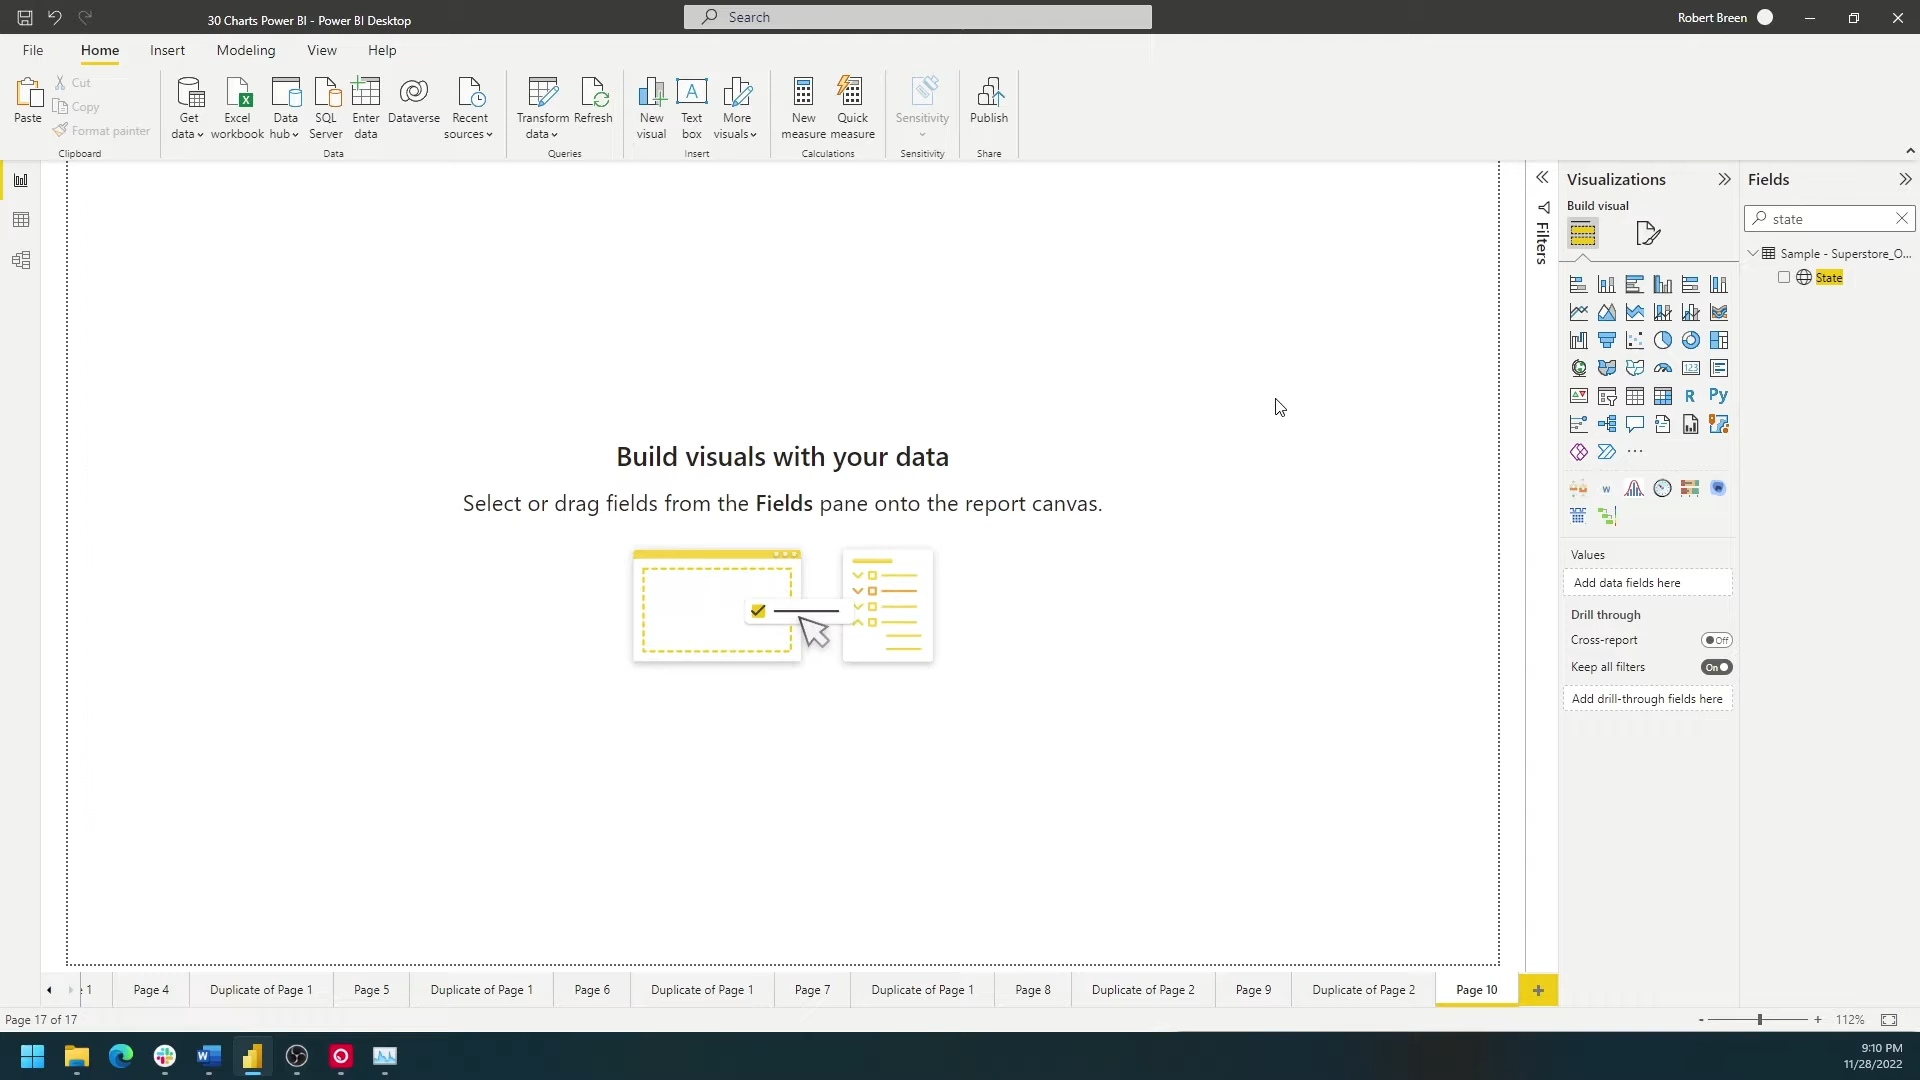 30 Charts Power BI - Power BI Desktop
Search
Robert Breen
File
Home
Insert
Modeling
View
Help
Paste
Cut
Copy
Format painter
Clipboard
Get
data
Excel
workbook
Data
hub
SQL
Server
Enter
data
Dataverse
Recent
sources
Data
Transform
data
Refresh
Queries
New
visual
A
Text
box
More
visuals
Insert
New
measure
Quick
measure
Calculations
Sensitivity
Sensitivity
Publish
Share
Build visuals with your data
Select or drag fields from the Fields pane onto the report canvas.
Filters
Visualizations
Build visual
123
R
Py
W
Values
Add data fields here
Drill through
Cross-report
Off
Keep all filters
On
Add drill-through fields here
Fields
state
Sample - Superstore_O...
State
1
Page 4
Duplicate of Page 1
Page 5
Duplicate of Page 1
Page 6
Duplicate of Page 1
Page 7
Duplicate of Page 1
Page 8
Duplicate of Page 2
Page 9
Duplicate of Page 2
Page 10
Page 17 of 17
- + 112%
9:10 PM
11/28/2022